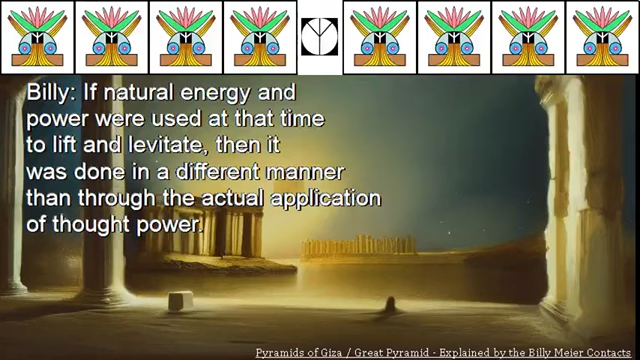 Billy: If natural energy and
power were used at that time
to lift and levitate, then it
was done in a different manner
than through the actual application
of thought power.
Pyramids of Giza / Great Pyramid - Explained by the Billy Meier Contacts